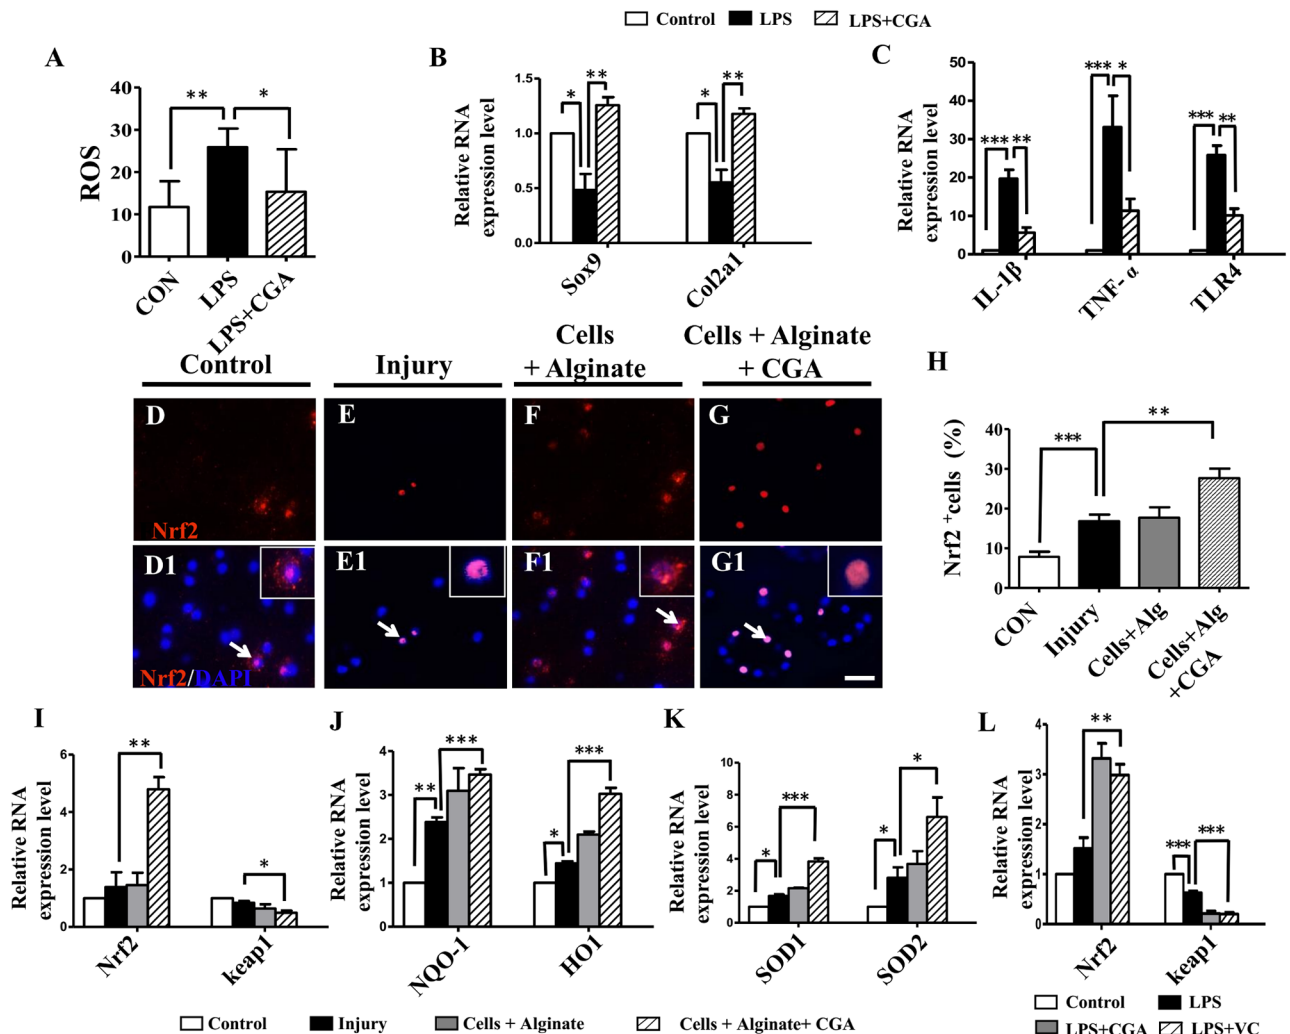 Control LPS LPS+CGA
A
ROS
40
30
20
10
0
** *
CON LPS LPS+CGA
B
Relative RNA
expression level
1.5
1.0
0.5
0.0
* ** * **
Sox9 Col2a1
C
Relative RNA
expression level
50
40
30
20
10
0
*** ** *** * *** **
IL-1β TNF- α TLR4
Control
Injury
Cells
+ Alginate
Cells + Alginate
+ CGA
D E F G
Nrf2
D1 E1 F1 G1
Nrf2/DAPI
H
Nrf2 +cells (%)
40
30
20
10
0
*** **
CON Injury Cells+Alg Cells+Alg
+CGA
I
Relative RNA
expression level
6
4
2
0
** *
Nrf2 keap1
J
Relative RNA
expression level
4
3
2
1
0
** *** * ***
NQO-1 HO1
K
Relative RNA
expression level
10
8
6
4
2
0
* *** * *
SOD1 SOD2
L
Relative RNA
expression level
4
3
2
1
0
** *** ***
Nrf2 keap1
Control LPS
LPS+CGA LPS+VC
Control Injury Cells + Alginate Cells + Alginate+ CGA